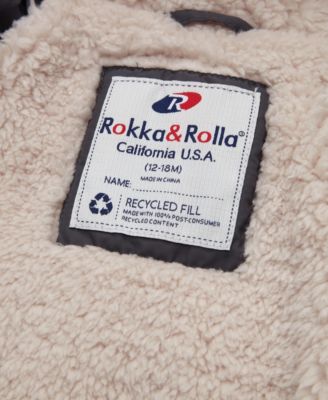 R
Rokka&Rolla®
California U.S.A.
(12-18M)
MADE IN CHINA
NAME:
RECYCLED FILL
MADE WITH 100% POST-CONSUMER
RECYCLED CONTENT